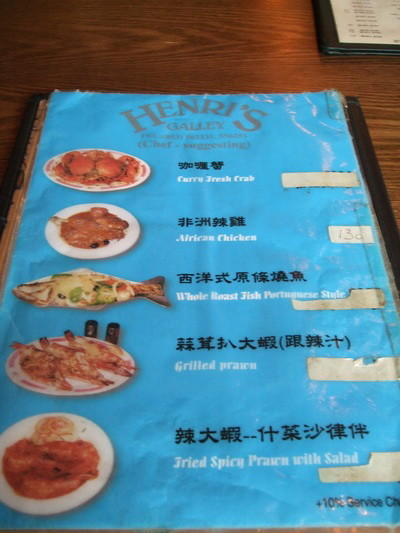 HENRI'S
GALLEY
(Chef - suggesting)
咖喱蟹
Curry Fresh Crab
非洲辣雞
African Chicken
130
西洋式原條燒魚
Whole Roast Fish Portuguese Style
蒜茸扒大蝦(跟辣汁)
Grilled prawn
辣大蝦--什菜沙律伴
Fried Spicy Prawn with Salad
+10% Service